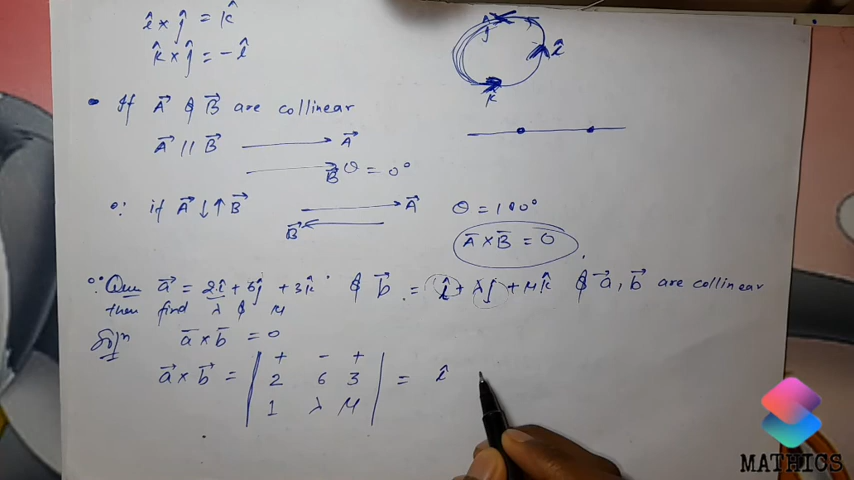 î × ĵ = k̂
k̂ × ĵ = -î
ĵ
î
k̂
• If A⃗ & B⃗ are collinear
A⃗ || B⃗ A⃗
B⃗ θ = 0°
if A⃗ ↓↑ B⃗ A⃗ θ = 180°
B⃗
A̅ × B̅ = 0̅
Que a⃗ = 2î + 6ĵ + 3k̂ & b⃗ = î + λĵ + μk̂ & a⃗, b⃗ are collinear
then find λ & μ
Solⁿ a̅ × b̅ = 0
+ - +
a⃗ × b⃗ = | 2 6 3 | = î
1 λ μ
MATHICS